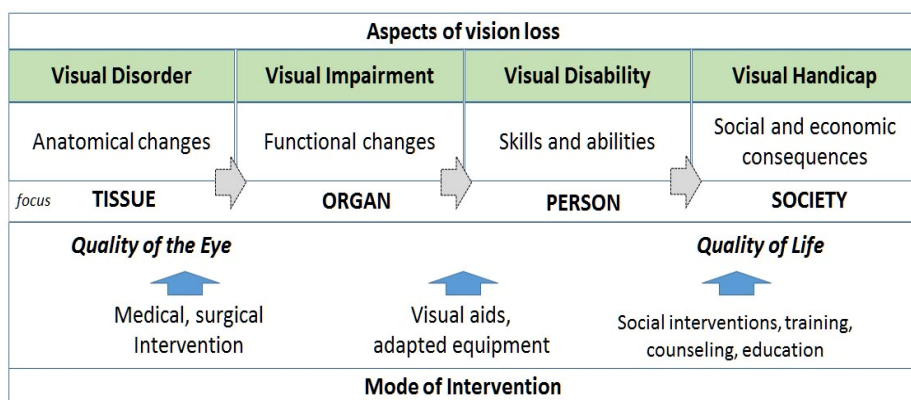 Aspects of vision loss
Visual Disorder
Visual Impairment
Visual Disability
Visual Handicap
Anatomical changes
Functional changes
Skills and abilities
Social and economic
consequences
focus TISSUE
ORGAN
PERSON
SOCIETY
Quality of the Eye
Quality of Life
Medical, surgical
Intervention
Visual aids,
adapted equipment
Social interventions, training,
counseling, education
Mode of Intervention